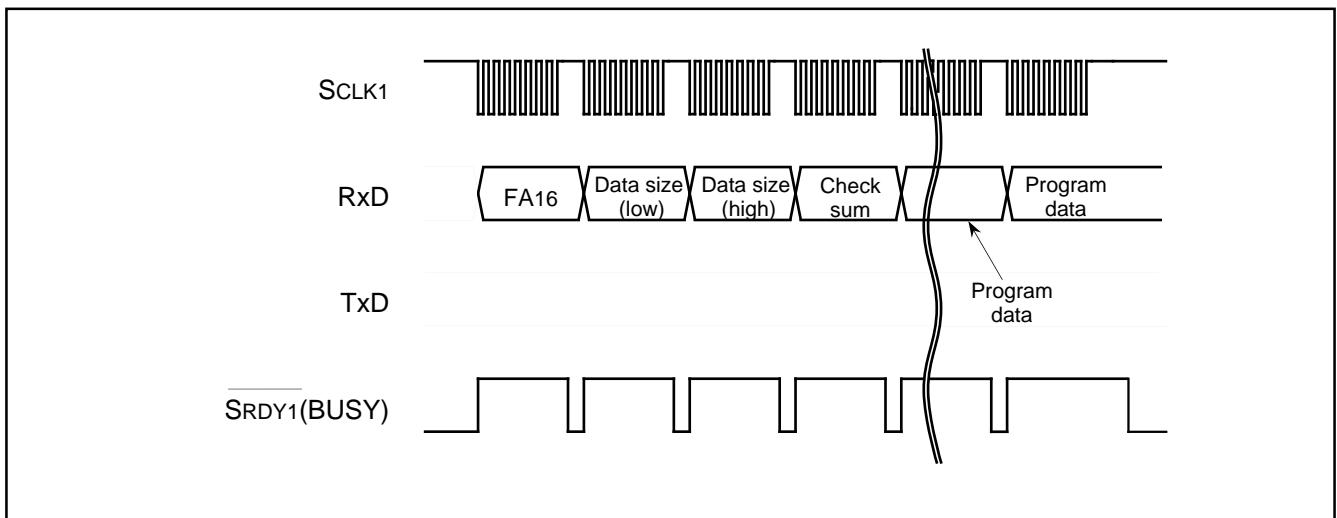 SCLK1
RxD
FA16
Data size
(low)
Data size
(high)
Check
sum
Program
data
Program
data
TxD
SRDY1(BUSY)